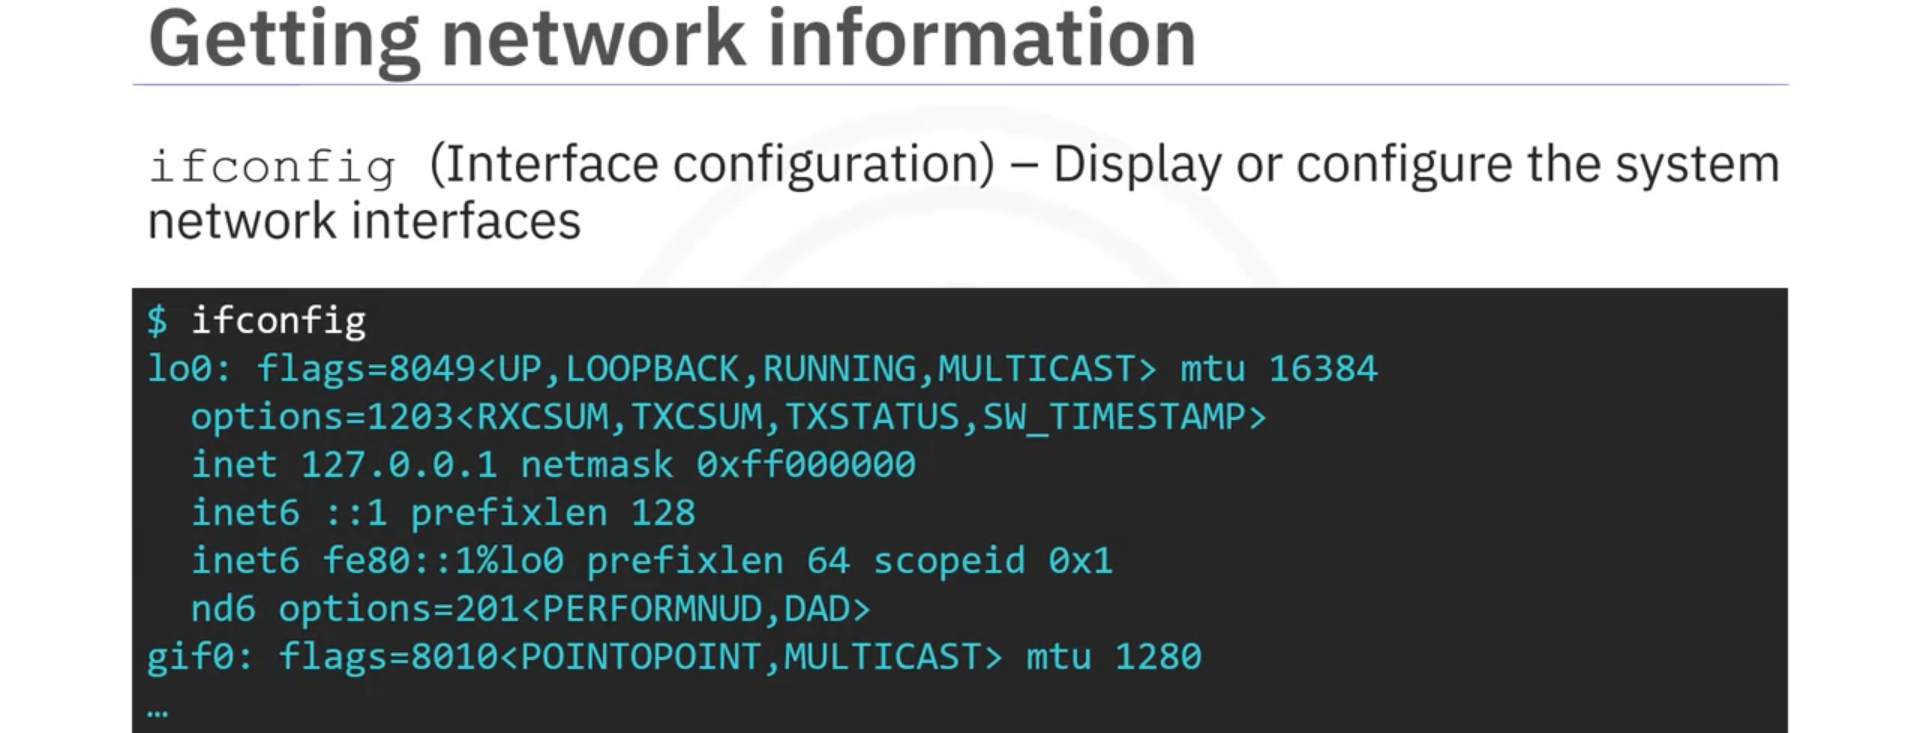 Getting network information
ifconfig (Interface configuration) – Display or configure the system
network interfaces
$ ifconfig
lo0: flags=8049<UP,LOOPBACK,RUNNING,MULTICAST> mtu 16384
options=1203<RXCSUM,TXCSUM,TXSTATUS,SW_TIMESTAMP>
inet 127.0.0.1 netmask 0xff000000
inet6 ::1 prefixlen 128
inet6 fe80::1%lo0 prefixlen 64 scopeid 0x1
nd6 options=201<PERFORMNUD,DAD>
gif0: flags=8010<POINTOPOINT,MULTICAST> mtu 1280
…